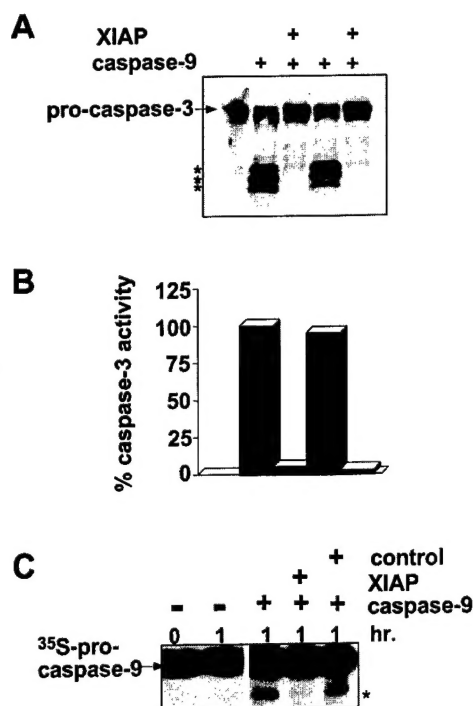 A
XIAP + +
caspase-9 + + + +
pro-caspase-3
***
B
% caspase-3 activity
125
100
75
50
25
0
C
+ control
+ XIAP
- - + + + caspase-9
0 1 1 1 1 hr.
³⁵S-pro-
caspase-9
*